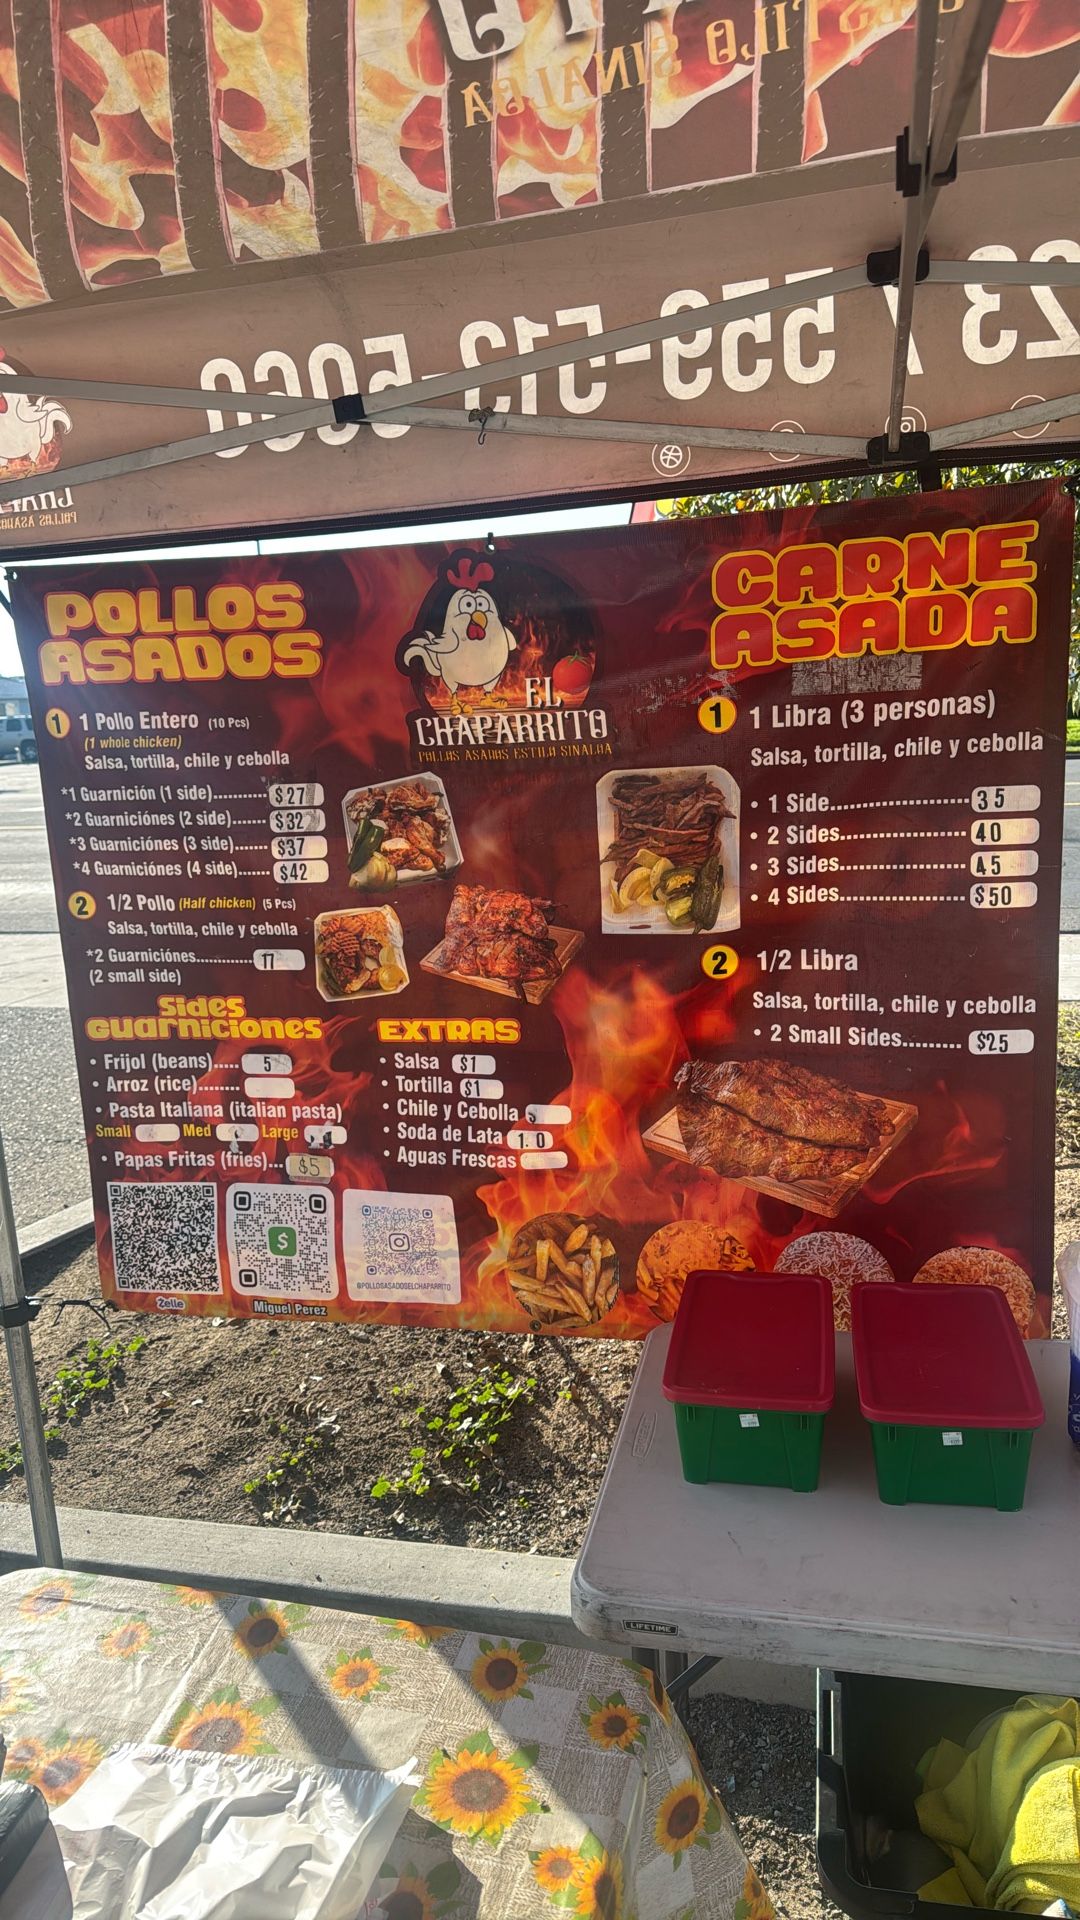 ESTILO SINALOA
559-513-5060
POLLOS
ASADOS
1
1 Pollo Entero (10 Pcs)
(1 whole chicken)
Salsa, tortilla, chile y cebolla
*1 Guarnición (1 side)........... $27
*2 Guarniciónes (2 side)....... $32
*3 Guarniciónes (3 side)....... $37
*4 Guarniciónes (4 side)....... $42
2
1/2 Pollo (Half chicken) (5 Pcs)
Salsa, tortilla, chile y cebolla
*2 Guarniciónes............ 17
(2 small side)
Sides
Guarniciones
• Frijol (beans)..... 5
• Arroz (rice)........
• Pasta Italiana (italian pasta)
Small Med Large
• Papas Fritas (fries)... $5
Zelle
$
Miguel Perez
@POLLOSASADOSELCHAPARRITO
EL
CHAPARRITO
POLLOS ASADOS ESTILO SINALOA
EXTRAS
• Salsa $1
• Tortilla $1
• Chile y Cebolla
• Soda de Lata 1.0
• Aguas Frescas
CARNE
ASADA
1
1 Libra (3 personas)
Salsa, tortilla, chile y cebolla
• 1 Side...................... 35
• 2 Sides.................... 40
• 3 Sides.................... 45
• 4 Sides.................... $50
2
1/2 Libra
Salsa, tortilla, chile y cebolla
• 2 Small Sides......... $25
LIFETIME